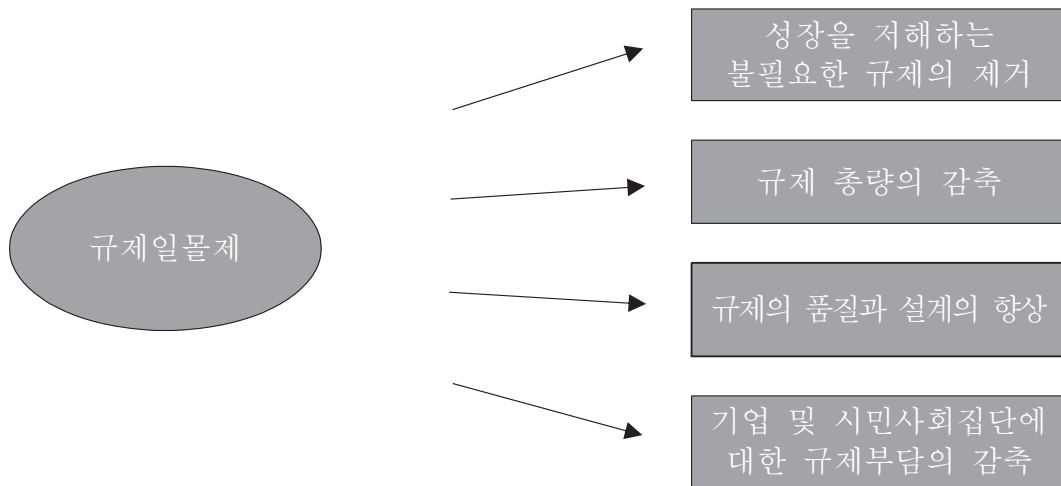 성장을 저해하는
불필요한 규제의 제거
규제 총량의 감축
규제일몰제
규제의 품질과 설계의 향상
기업 및 시민사회집단에
대한 규제부담의 감축